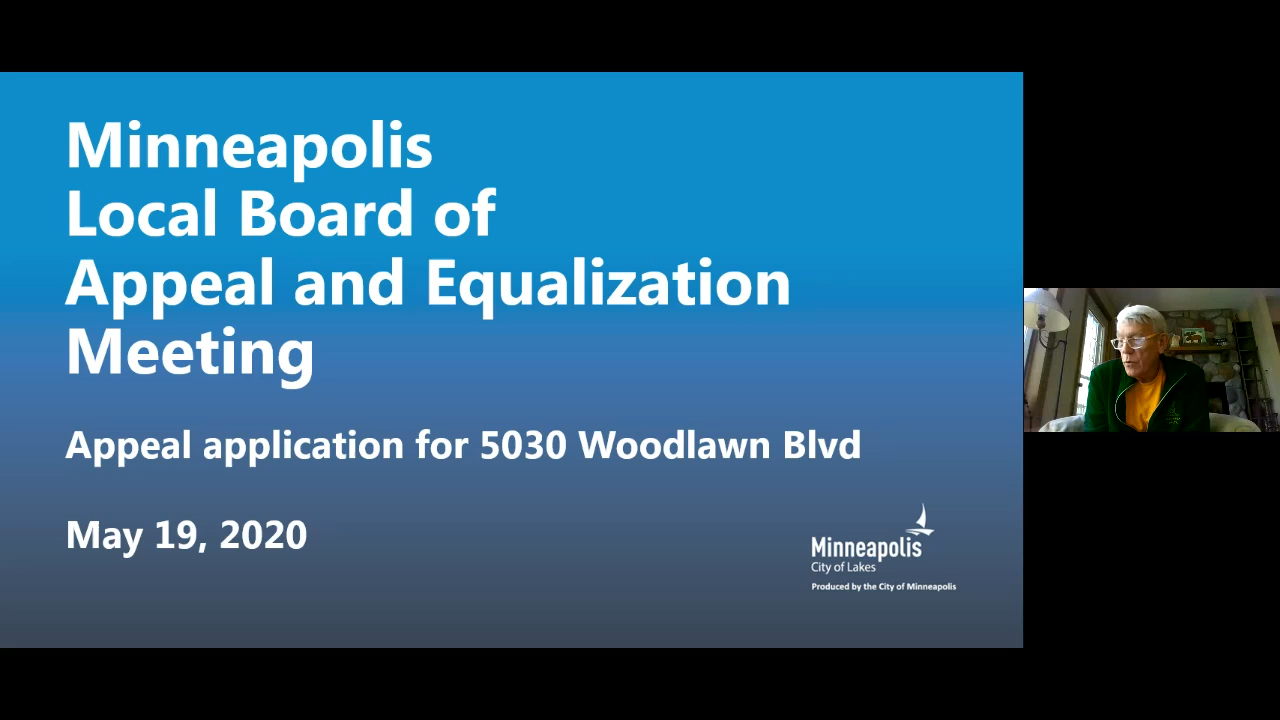 Minneapolis
Local Board of
Appeal and Equalization
Meeting
Appeal application for 5030 Woodlawn Blvd
May 19, 2020
Minneapolis
City of Lakes
Produced by the City of Minneapolis